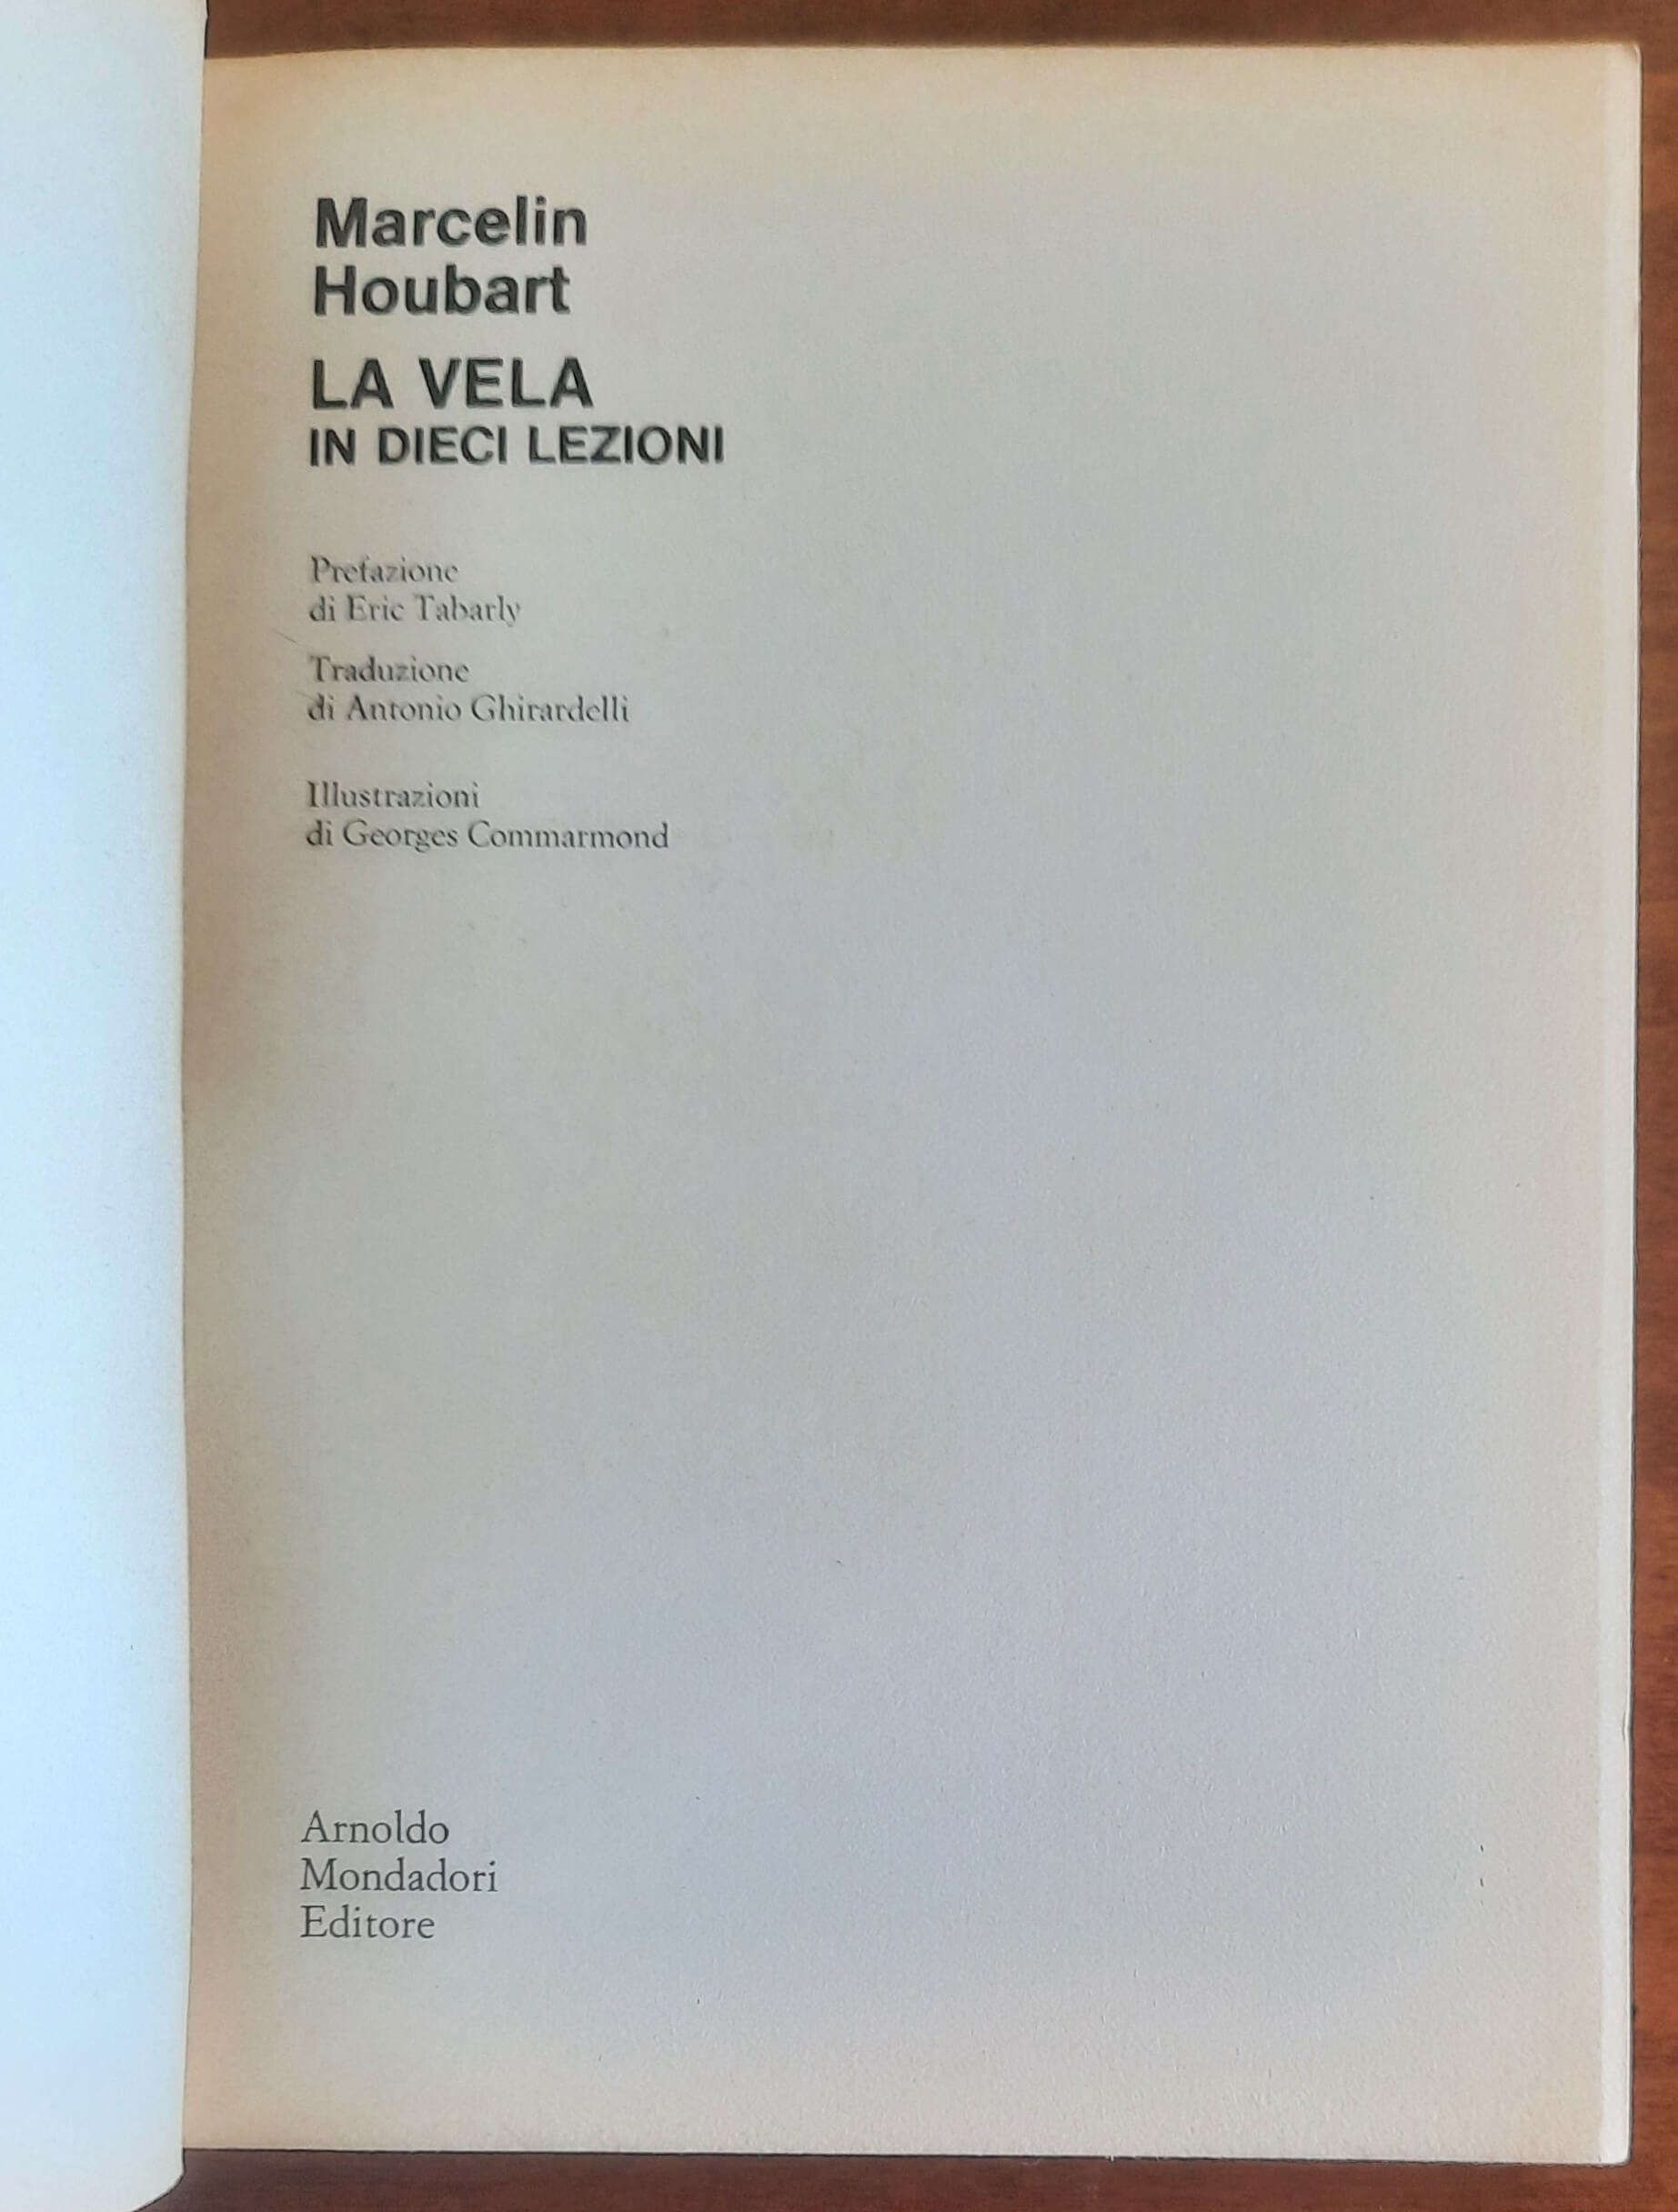 Marcelin
Houbart
LA VELA
IN DIECI LEZIONI
Prefazione
di Eric Tabarly
Traduzione
di Antonio Ghirardelli
Illustrazioni
di Georges Commarmond
Arnoldo
Mondadori
Editore